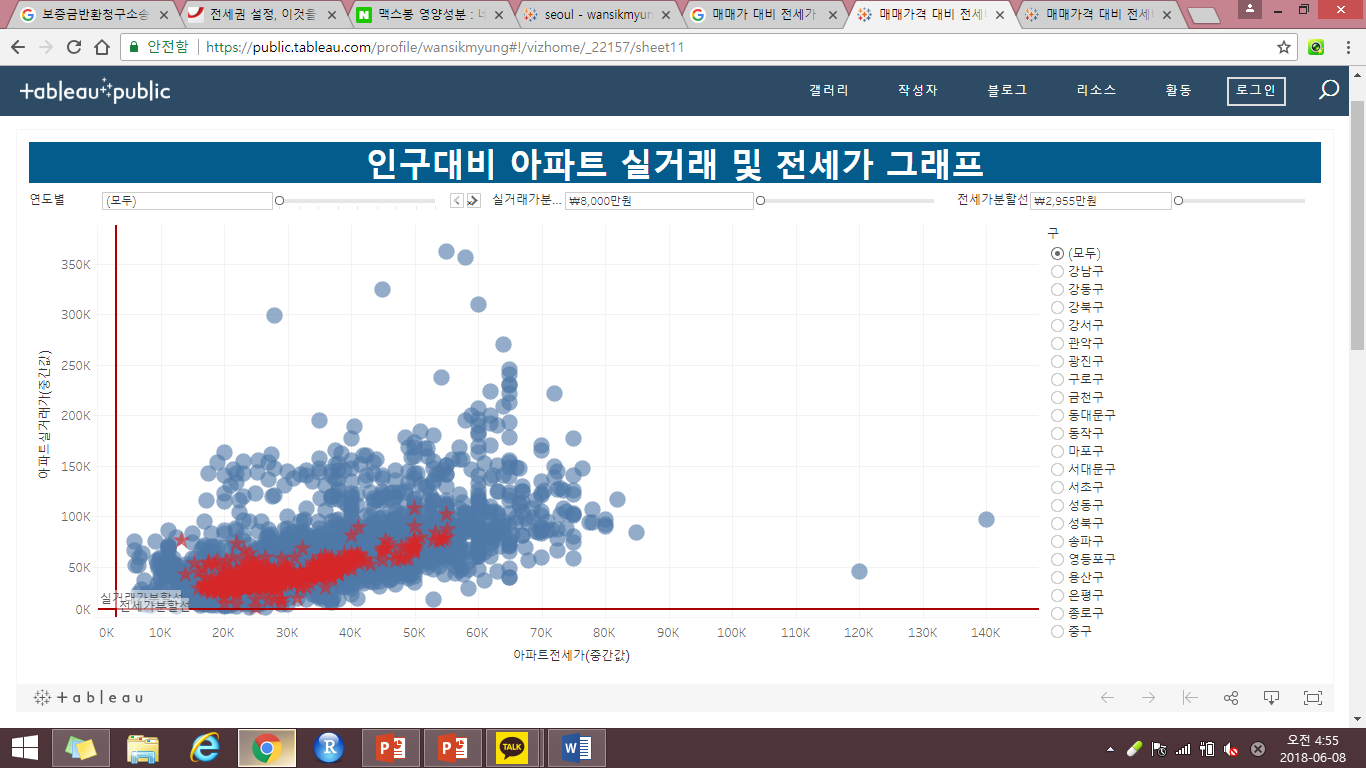 보증금반환청구소송
전세권 설정, 이것을
맥스봉 영양성분 : 네
seoul - wansikmyun
매매가 대비 전세가
매매가격 대비 전세
매매가격 대비 전세
안전함
https://public.tableau.com/profile/wansikmyung#!/vizhome/_22157/sheet11
tableau public
갤러리
작성자
블로그
리소스
활동
로그인
인구대비 아파트 실거래 및 전세가 그래프
연도별
(모두)
실거래가분...
₩8,000만원
전세가분할선
₩2,955만원
350K
300K
250K
200K
150K
100K
50K
0K
아파트실거래가(중간값)
실거래가분할선
전세가분할선
0K 10K 20K 30K 40K 50K 60K 70K 80K 90K 100K 110K 120K 130K 140K
아파트전세가(중간값)
구
(모두)
강남구
강동구
강북구
강서구
관악구
광진구
구로구
금천구
동대문구
동작구
마포구
서대문구
서초구
성동구
성북구
송파구
영등포구
용산구
은평구
종로구
중구
tableau
R
TALK
오전 4:55
2018-06-08